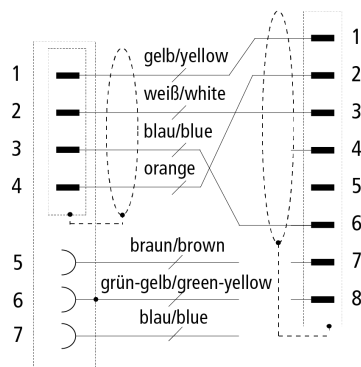 gelb/yellow
weiß/white
blau/blue
orange
braun/brown
grün-gelb/green-yellow
blau/blue
1
2
3
4
5
6
7
1
2
3
4
5
6
7
8